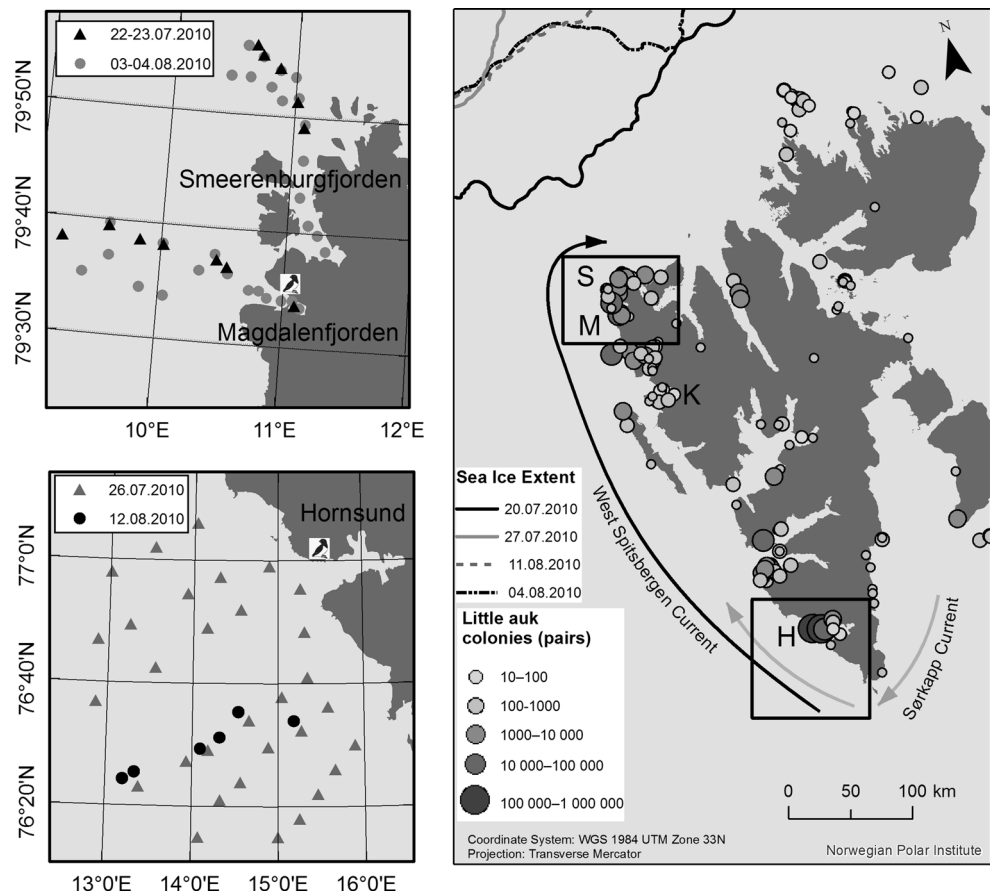 22-23.07.2010
03-04.08.2010
79°50'N
79°40'N
79°30'N
Smeerenburgfjorden
Magdalenfjorden
10°E
11°E
12°E
26.07.2010
12.08.2010
Hornsund
77°0'N
76°40'N
76°20'N
13°0'E
14°0'E
15°0'E
16°0'E
N
S
M
K
H
West Spitsbergen Current
Sørkapp Current
Sea Ice Extent
20.07.2010
27.07.2010
11.08.2010
04.08.2010
Little auk
colonies (pairs)
10–100
100-1000
1000–10 000
10 000–100 000
100 000–1 000 000
0 50 100 km
Coordinate System: WGS 1984 UTM Zone 33N
Projection: Transverse Mercator
Norwegian Polar Institute